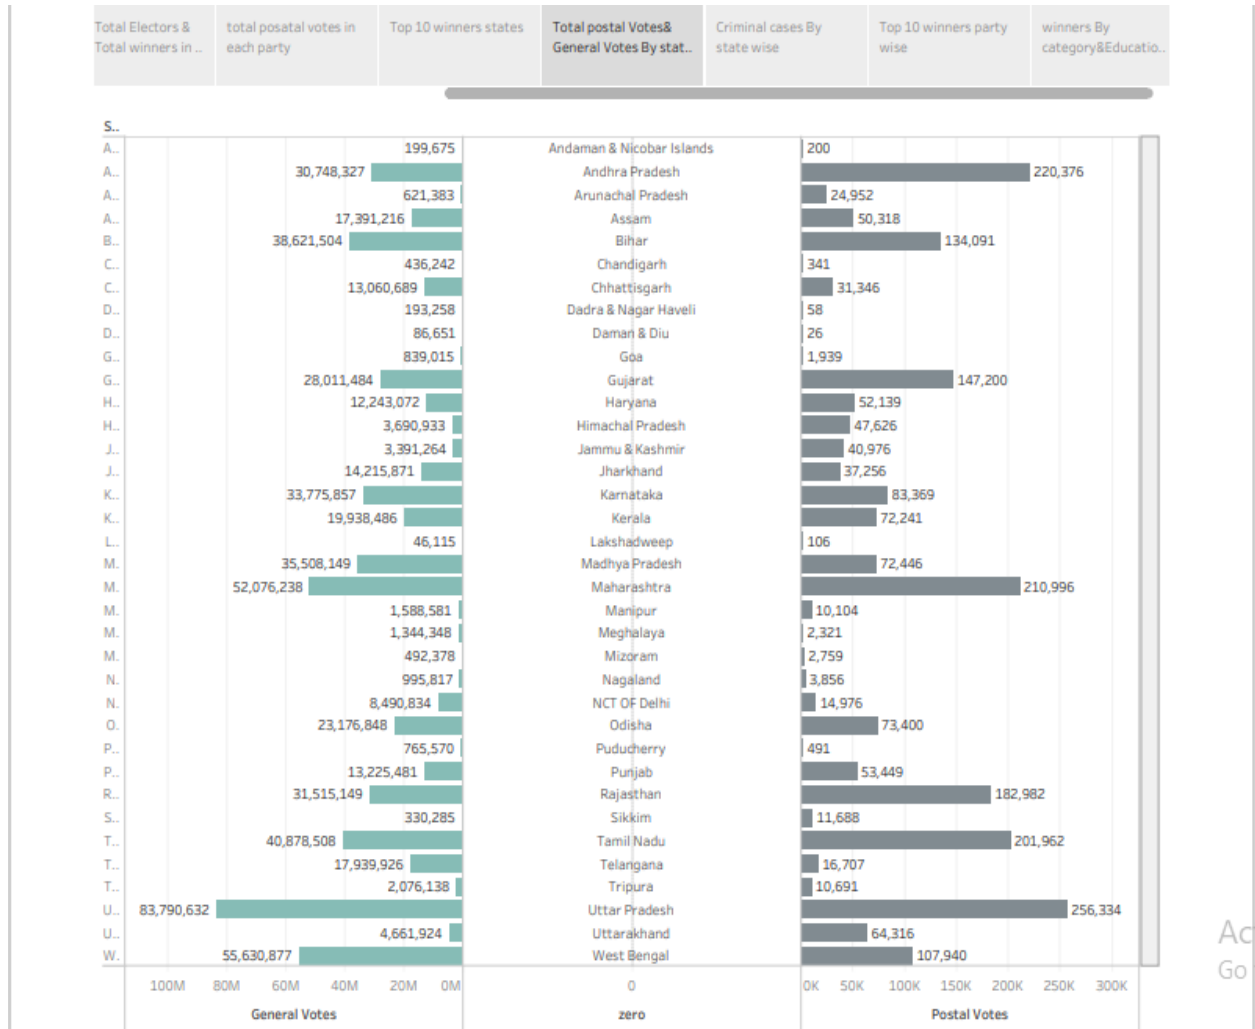 Total Electors & Total winners in ..
total posatal votes in each party
Top 10 winners states
Total postal Votes& General Votes By stat..
Criminal cases By state wise
Top 10 winners party wise
winners By category&Educatio..
S..
A.. 199,675 Andaman & Nicobar Islands 200
A.. 30,748,327 Andhra Pradesh 220,376
A.. 621,383 Arunachal Pradesh 24,952
A.. 17,391,216 Assam 50,318
B.. 38,621,504 Bihar 134,091
C.. 436,242 Chandigarh 341
C.. 13,060,689 Chhattisgarh 31,346
D.. 193,258 Dadra & Nagar Haveli 58
D.. 86,651 Daman & Diu 26
G.. 839,015 Goa 1,939
G.. 28,011,484 Gujarat 147,200
H.. 12,243,072 Haryana 52,139
H.. 3,690,933 Himachal Pradesh 47,626
J.. 3,391,264 Jammu & Kashmir 40,976
J.. 14,215,871 Jharkhand 37,256
K.. 33,775,857 Karnataka 83,369
K.. 19,938,486 Kerala 72,241
L.. 46,115 Lakshadweep 106
M. 35,508,149 Madhya Pradesh 72,446
M. 52,076,238 Maharashtra 210,996
M. 1,588,581 Manipur 10,104
M. 1,344,348 Meghalaya 2,321
M. 492,378 Mizoram 2,759
N. 995,817 Nagaland 3,856
N. 8,490,834 NCT OF Delhi 14,976
O. 23,176,848 Odisha 73,400
P.. 765,570 Puducherry 491
P.. 13,225,481 Punjab 53,449
R.. 31,515,149 Rajasthan 182,982
S.. 330,285 Sikkim 11,688
T.. 40,878,508 Tamil Nadu 201,962
T.. 17,939,926 Telangana 16,707
T.. 2,076,138 Tripura 10,691
U.. 83,790,632 Uttar Pradesh 256,334
U.. 4,661,924 Uttarakhand 64,316
W. 55,630,877 West Bengal 107,940
100M 80M 60M 40M 20M 0M 0 0K 50K 100K 150K 200K 250K 300K
General Votes zero Postal Votes
Ac
Go